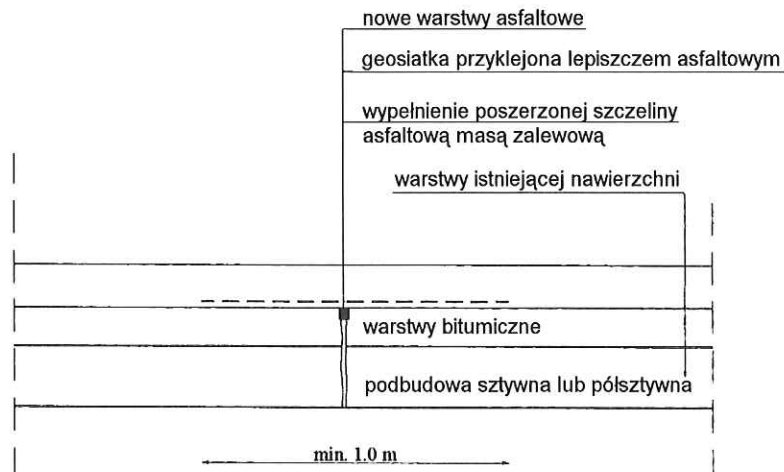 nowe warstwy asfaltowe
geosiatka przyklejona lepiszczem asfaltowym
wypełnienie poszerzonej szczeliny
asfaltową masą zalewową
warstwy istniejącej nawierzchni
warstwy bitumiczne
podbudowa sztywna lub półsztywna
min. 1.0 m